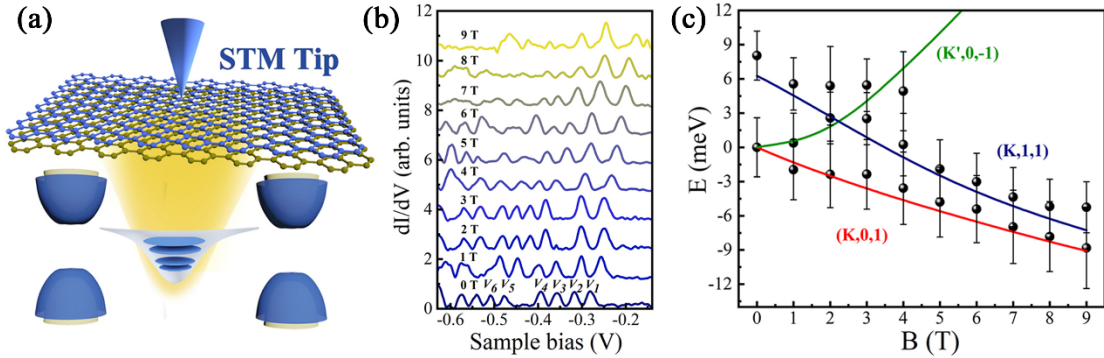 (a)
STM Tip
(b)
dI/dV (arb. units)
12
10
8
6
4
2
0
9 T
8 T
7 T
6 T
5 T
4 T
3 T
2 T
1 T
0 T V6 V5 V4 V3 V2 V1
-0.6 -0.5 -0.4 -0.3 -0.2
Sample bias (V)
(c)
E (meV)
12
9
6
3
0
-3
-6
-9
-12
(K',0,-1)
(K,1,1)
(K,0,1)
0 1 2 3 4 5 6 7 8 9
B (T)